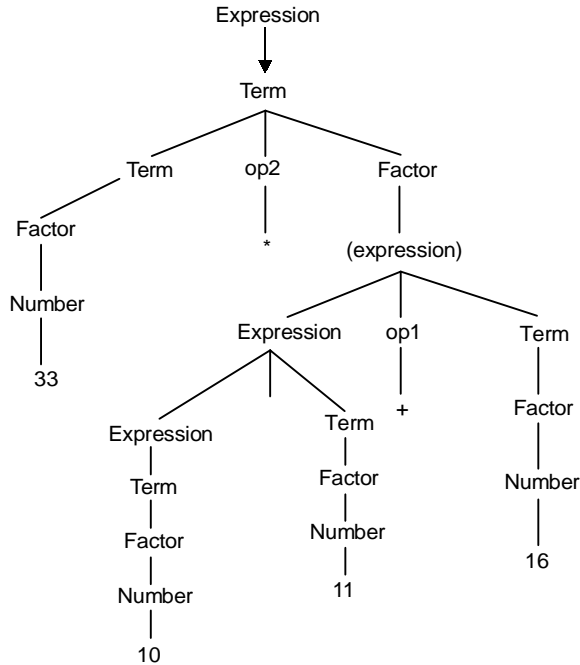 Expression
Term
Term op2 Factor
Factor * (expression)
Number Expression op1 Term
33 Expression Term + Factor
Term Factor Number
Factor Number 16
Number 11
10